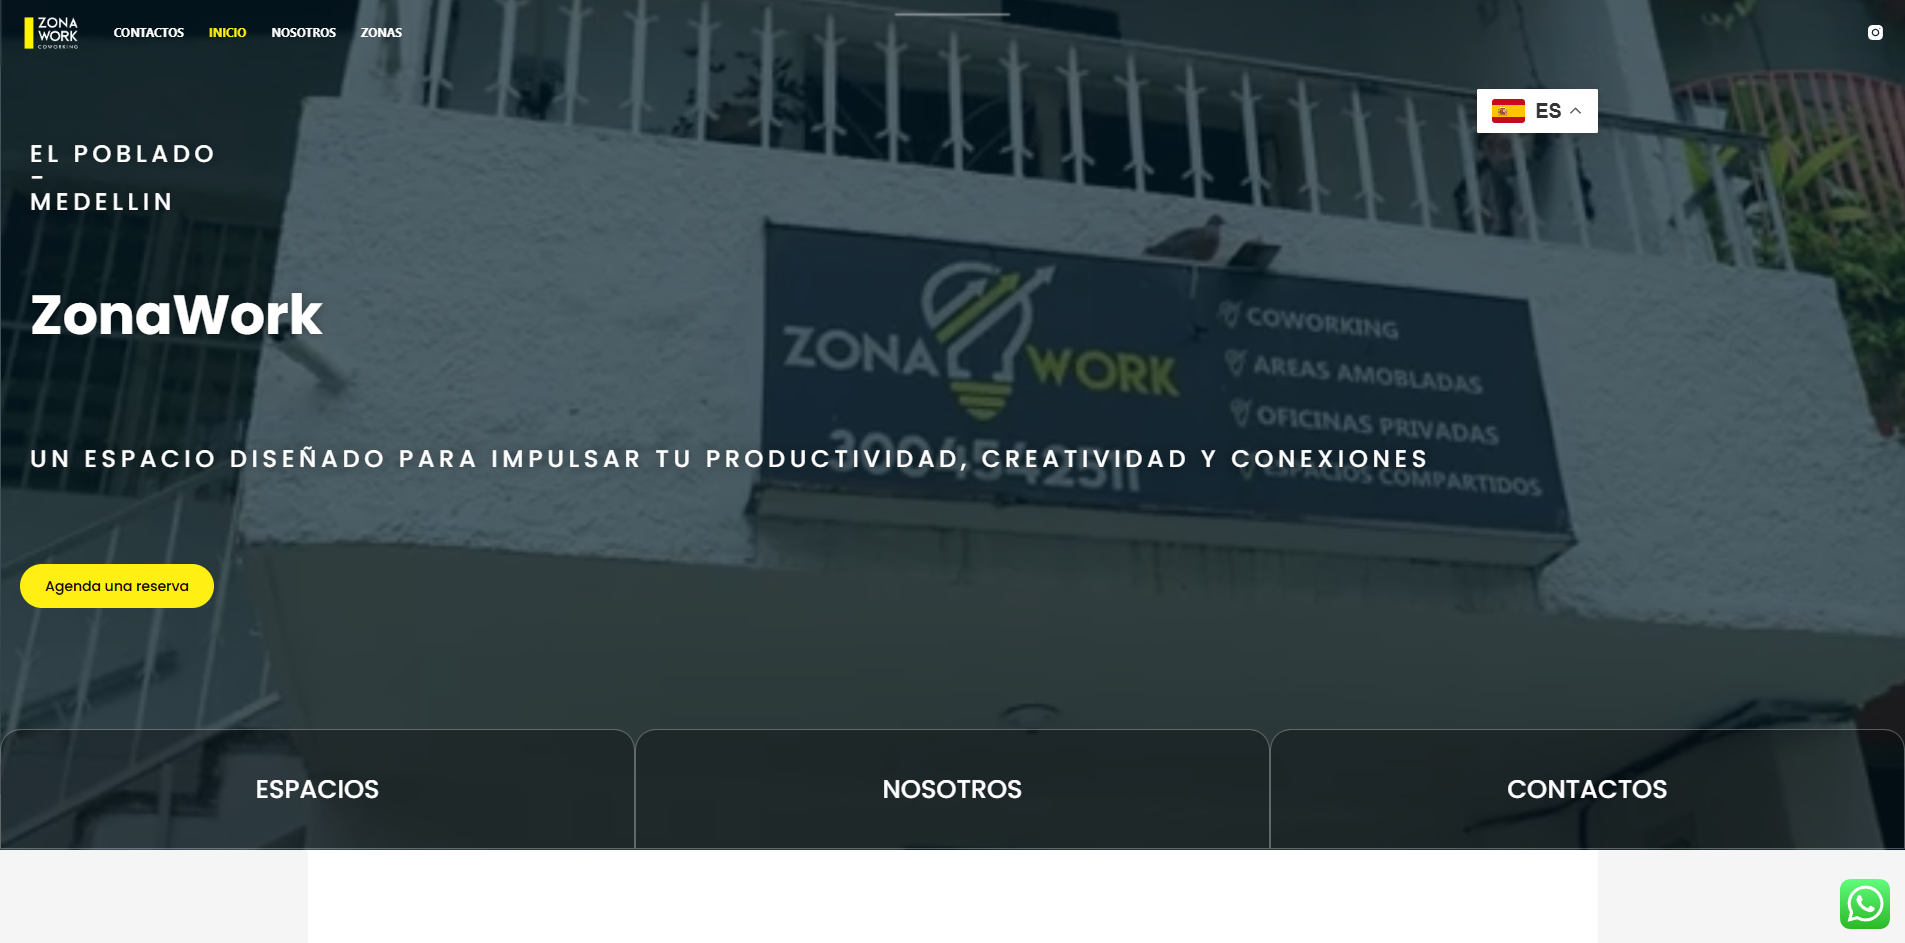 ZONA
WORK
COWORKING
CONTACTOS
INICIO
NOSOTROS
ZONAS
ES
EL POBLADO
-
MEDELLIN
ZonaWork
ZONA WORK
COWORKING
AREAS AMOBLADAS
OFICINAS PRIVADAS
ESPACIOS COMPARTIDOS
3004542511
UN ESPACIO DISEÑADO PARA IMPULSAR TU PRODUCTIVIDAD, CREATIVIDAD Y CONEXIONES
Agenda una reserva
ESPACIOS
NOSOTROS
CONTACTOS